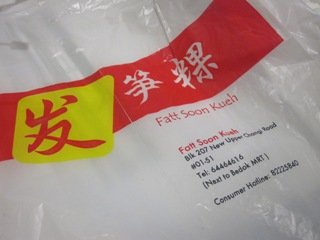 发 笋 粿
Fatt Soon Kueh
Fatt Soon Kueh
Blk 207 New Upper Changi Road
#01-51
Tel: 64464616
(Next to Bedok MRT)
Consumer Hotline: 82225840